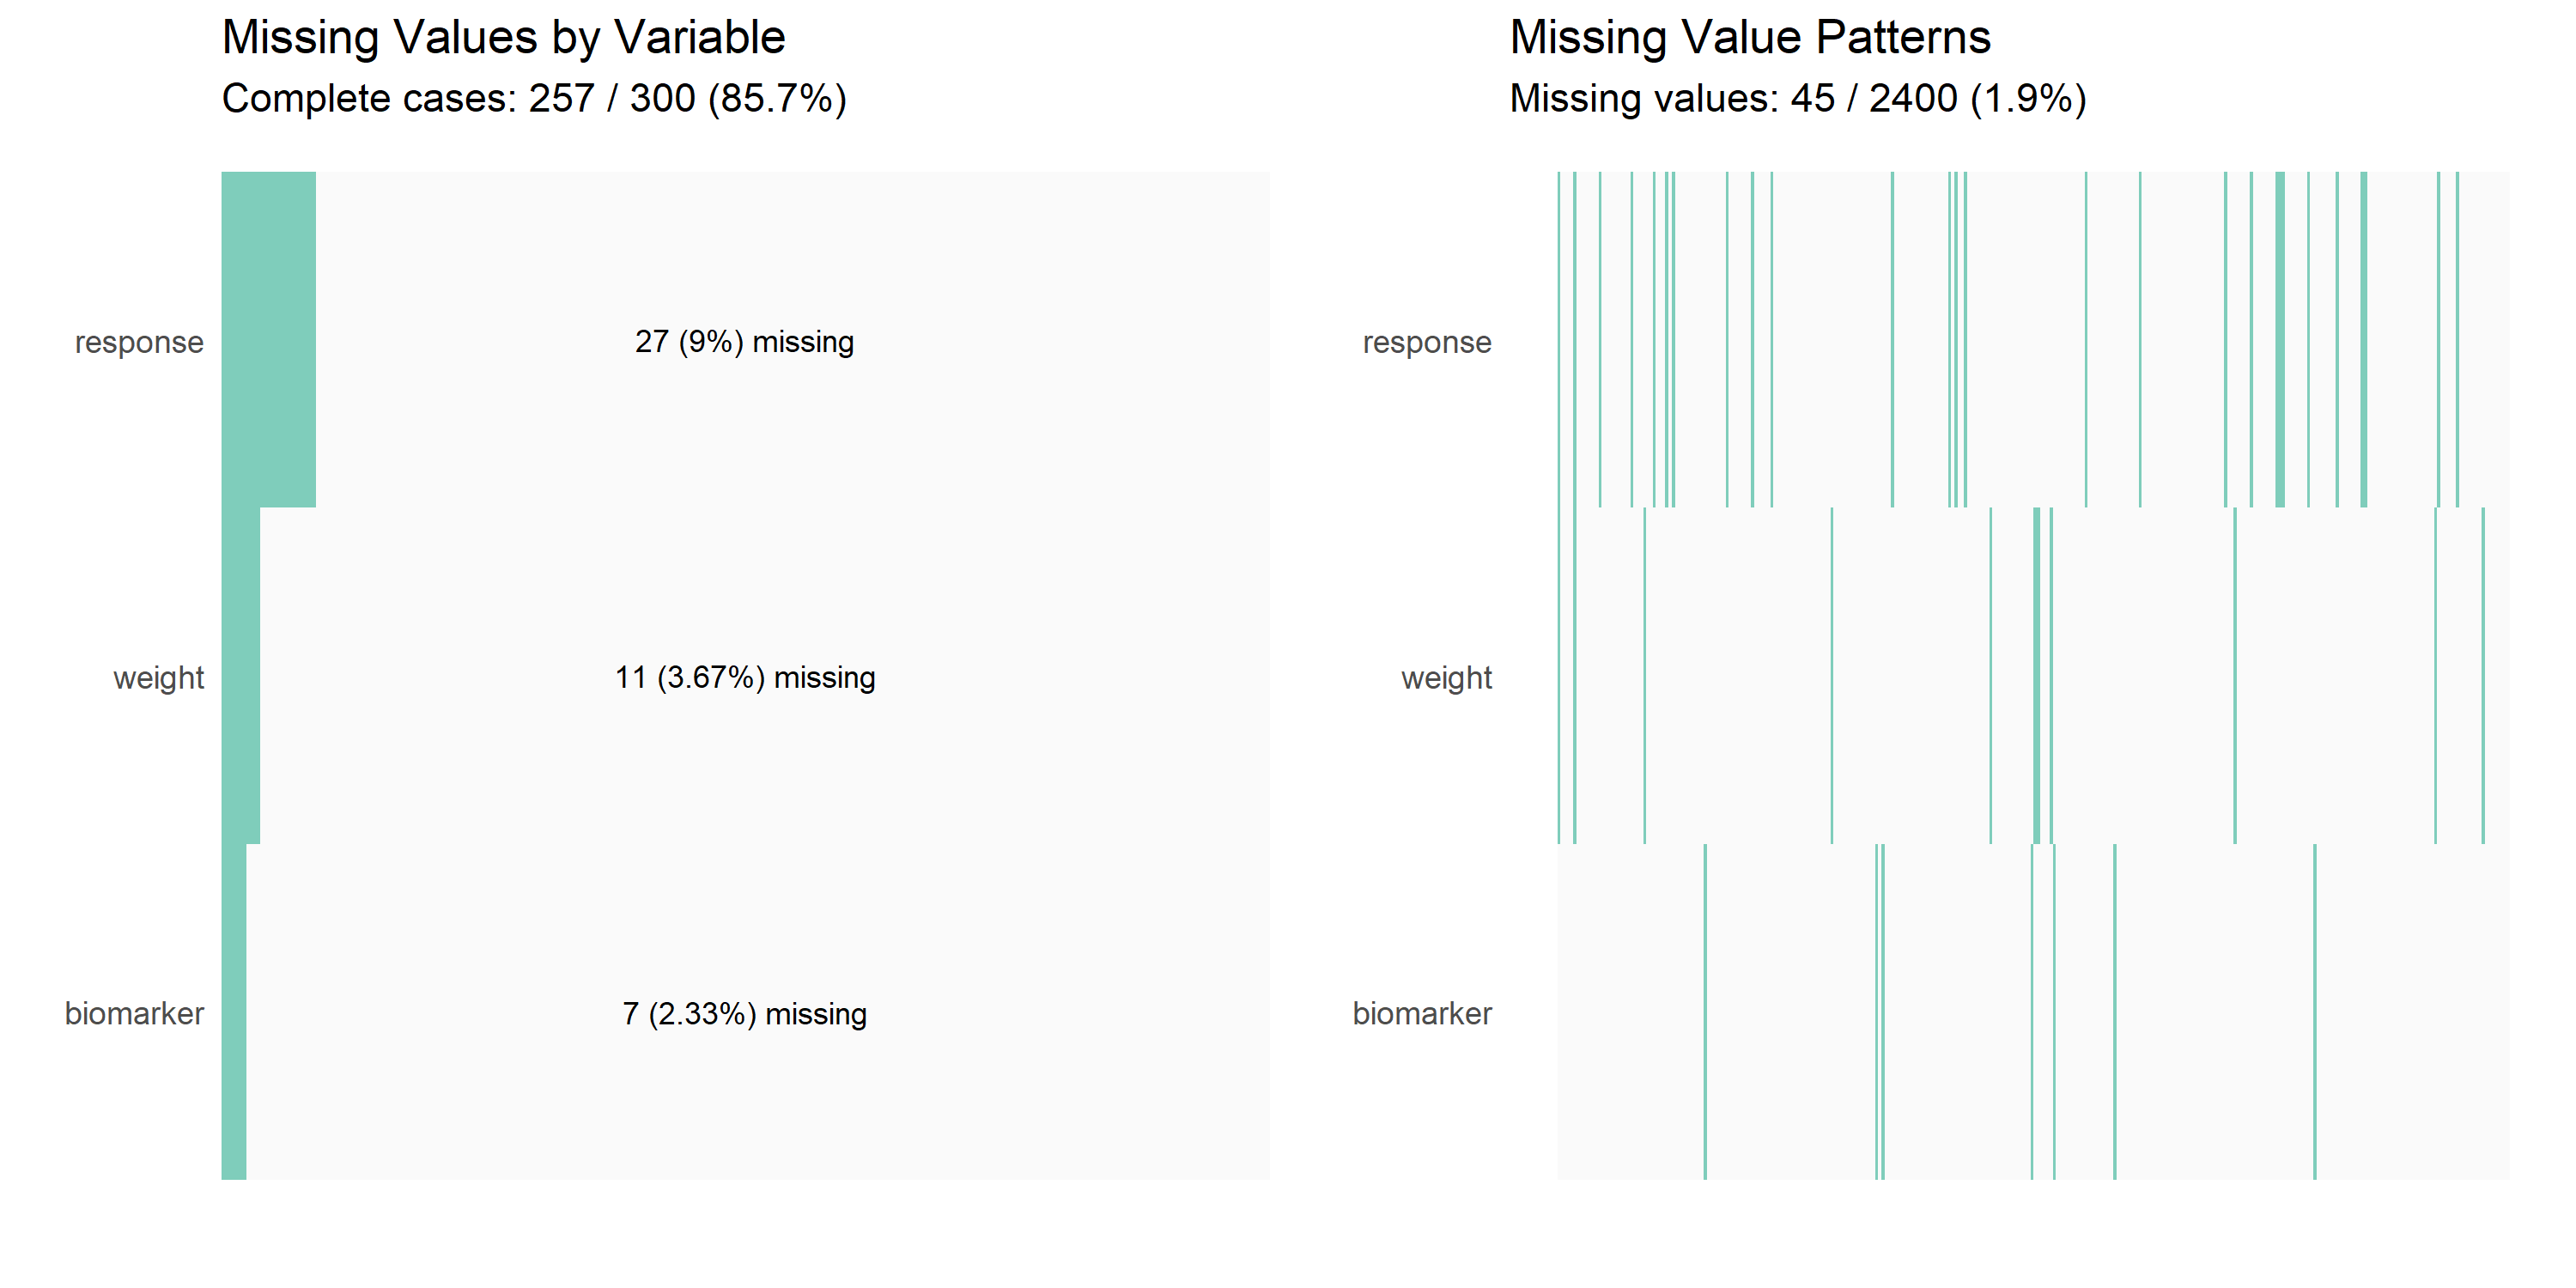 Missing Values by Variable
Complete cases: 257 / 300 (85.7%)
response
27 (9%) missing
weight
11 (3.67%) missing
biomarker
7 (2.33%) missing
Missing Value Patterns
Missing values: 45 / 2400 (1.9%)
response
weight
biomarker